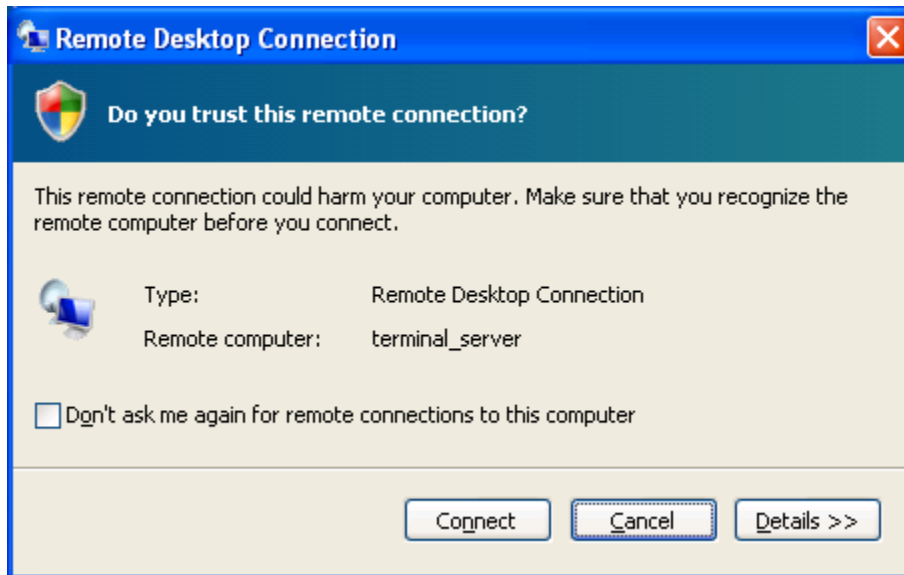 Remote Desktop Connection
Do you trust this remote connection?
This remote connection could harm your computer. Make sure that you recognize the
remote computer before you connect.
Type: Remote Desktop Connection
Remote computer: terminal_server
Don't ask me again for remote connections to this computer
Connect Cancel Details >>